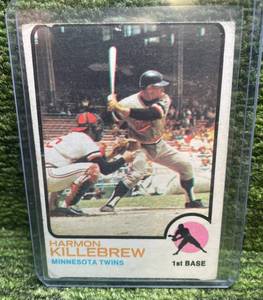 HARMON
KILLEBREW
MINNESOTA TWINS
1st BASE